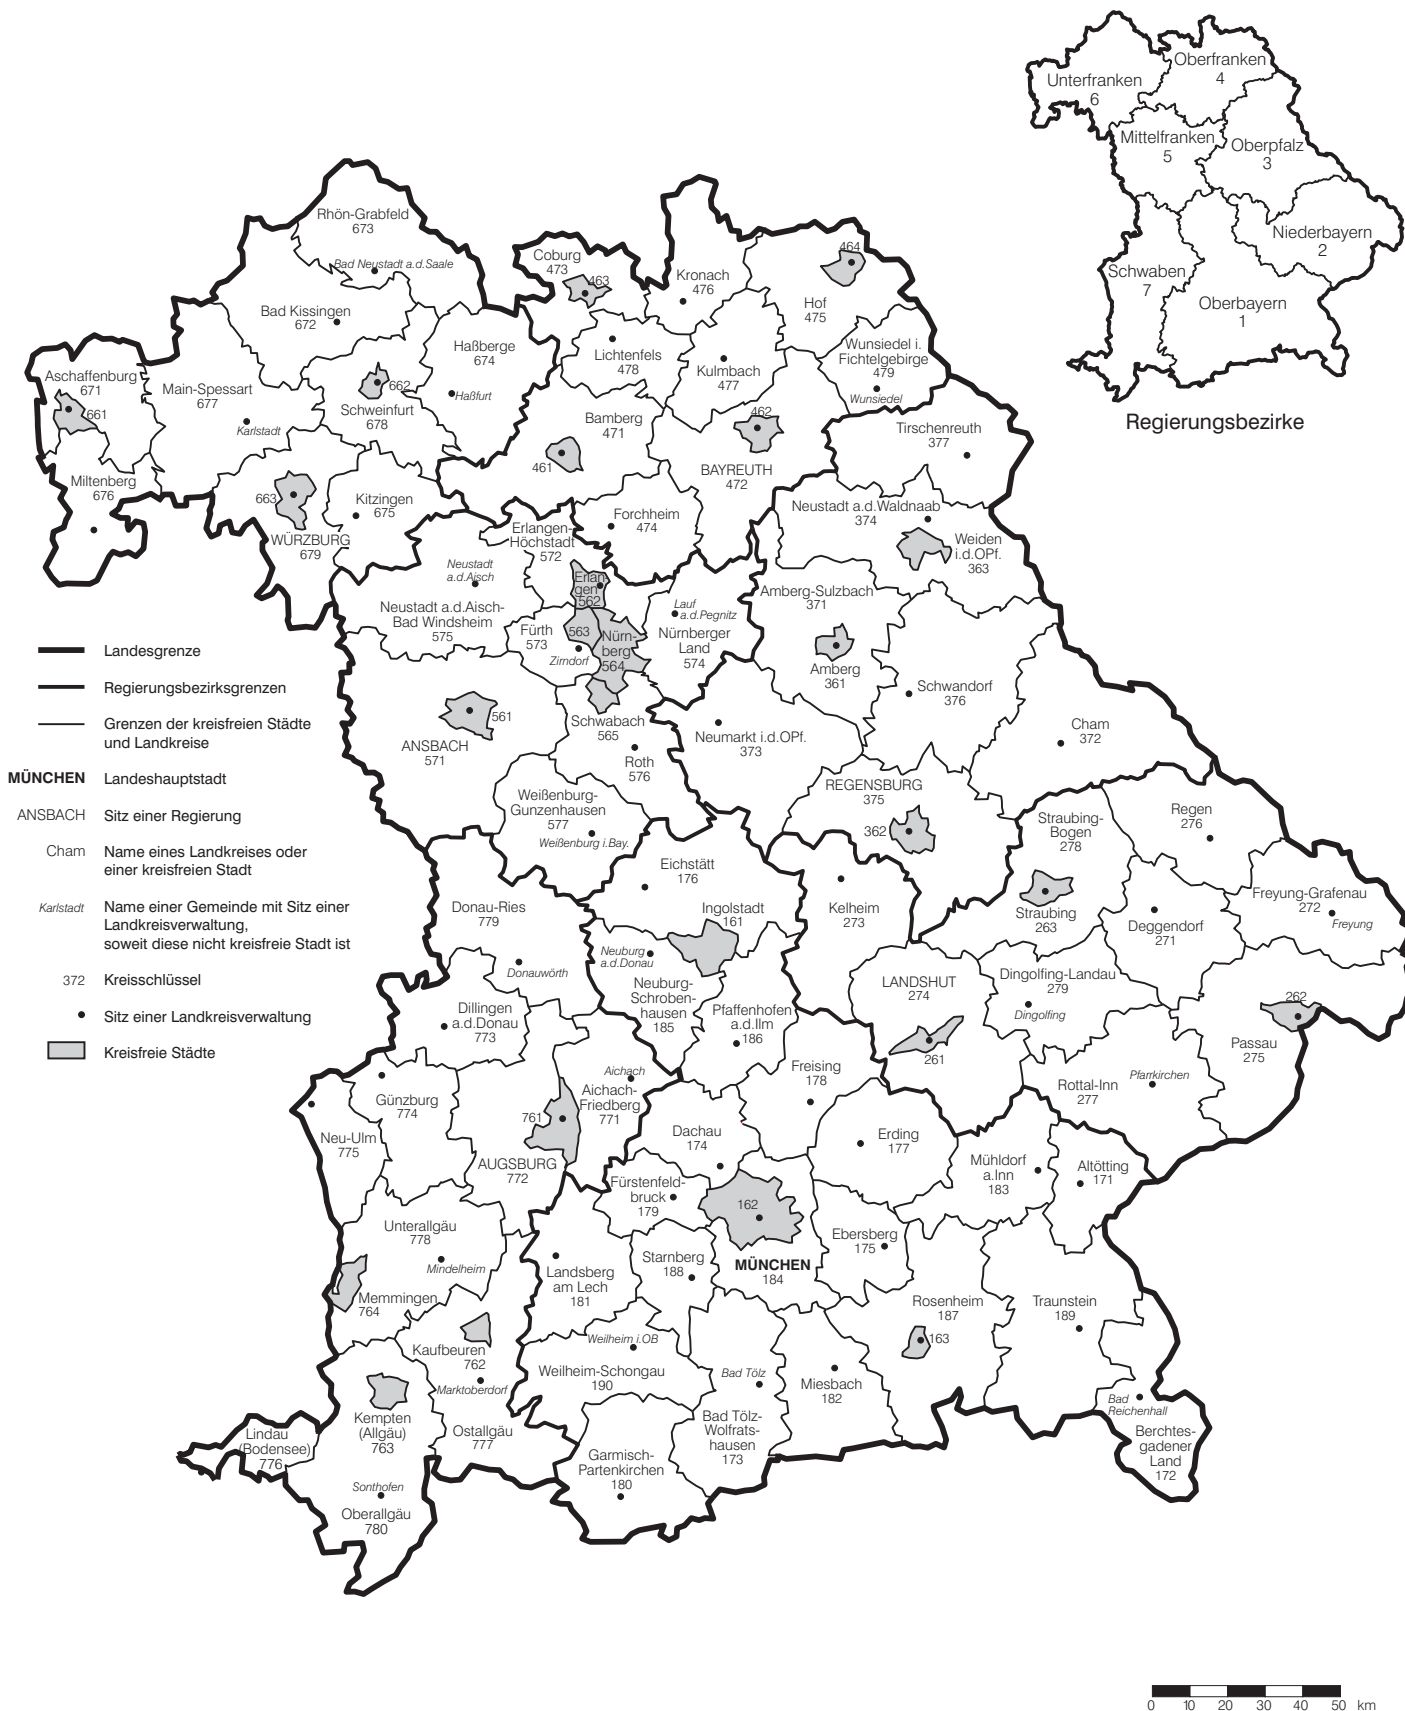 Oberfranken
4
Unterfranken
6
Mittelfranken
5
Oberpfalz
3
Niederbayern
2
Schwaben
7
Oberbayern
1
Regierungsbezirke
Rhön-Grabfeld
673
Bad Neustadt a.d.Saale
Coburg
473
463
Kronach
476
464
Hof
475
Bad Kissingen
672
Haßberge
674
Haßfurt
Lichtenfels
478
Kulmbach
477
Wunsiedel i.
Fichtelgebirge
479
Wunsiedel
Aschaffenburg
671
661
Main-Spessart
677
Karlstadt
662
Schweinfurt
678
Bamberg
471
461
462
BAYREUTH
472
Tirschenreuth
377
Miltenberg
676
663
WÜRZBURG
679
Kitzingen
675
Forchheim
474
Neustadt a.d.Waldnaab
374
Weiden
i.d.OPf.
363
Erlangen-
Höchstadt
572
Neustadt
a.d.Aisch
Neustadt a.d.Aisch-
Bad Windsheim
575
Erlan-
gen
562
Fürth
573
563
Zirndorf
Nürn-
berg
564
Lauf
a.d.Pegnitz
Nürnberger
Land
574
Amberg-Sulzbach
371
Amberg
361
Schwandorf
376
Cham
372
Landesgrenze
Regierungsbezirksgrenzen
Grenzen der kreisfreien Städte
und Landkreise
MÜNCHEN Landeshauptstadt
ANSBACH Sitz einer Regierung
Cham Name eines Landkreises oder
einer kreisfreien Stadt
Karlstadt Name einer Gemeinde mit Sitz einer
Landkreisverwaltung,
soweit diese nicht kreisfreie Stadt ist
372 Kreisschlüssel
Sitz einer Landkreisverwaltung
Kreisfreie Städte
561
ANSBACH
571
Schwabach
565
Roth
576
Neumarkt i.d.OPf.
373
Weißenburg-
Gunzenhausen
577
Weißenburg i.Bay.
REGENSBURG
375
362
Straubing-
Bogen
278
Regen
276
Eichstätt
176
Ingolstadt
161
Kelheim
273
Straubing
263
Deggendorf
271
Freyung-Grafenau
272
Freyung
Donau-Ries
779
Donauwörth
Neuburg
a.d.Donau
Neuburg-
Schroben-
hausen
185
Pfaffenhofen
a.d.Ilm
186
LANDSHUT
274
261
Dingolfing-Landau
279
Dingolfing
262
Passau
275
Dillingen
a.d.Donau
773
Freising
178
Rottal-Inn
277
Pfarrkirchen
Günzburg
774
Neu-Ulm
775
Aichach
Aichach-
Friedberg
771
761
AUGSBURG
772
Dachau
174
Erding
177
Mühldorf
a.Inn
183
Altötting
171
Fürstenfeld-
bruck
179
162
MÜNCHEN
184
Ebersberg
175
Unterallgäu
778
Mindelheim
Memmingen
764
Landsberg
am Lech
181
Starnberg
188
Rosenheim
187
163
Traunstein
189
Kaufbeuren
762
Marktoberdorf
Ostallgäu
777
Weilheim i.OB
Weilheim-Schongau
190
Bad Tölz
Bad Tölz-
Wolfrats-
hausen
173
Miesbach
182
Bad
Reichenhall
Berchtes-
gadener
Land
172
Kempten
(Allgäu)
763
Lindau
(Bodensee)
776
Sonthofen
Oberallgäu
780
Garmisch-
Partenkirchen
180
0 10 20 30 40 50 km